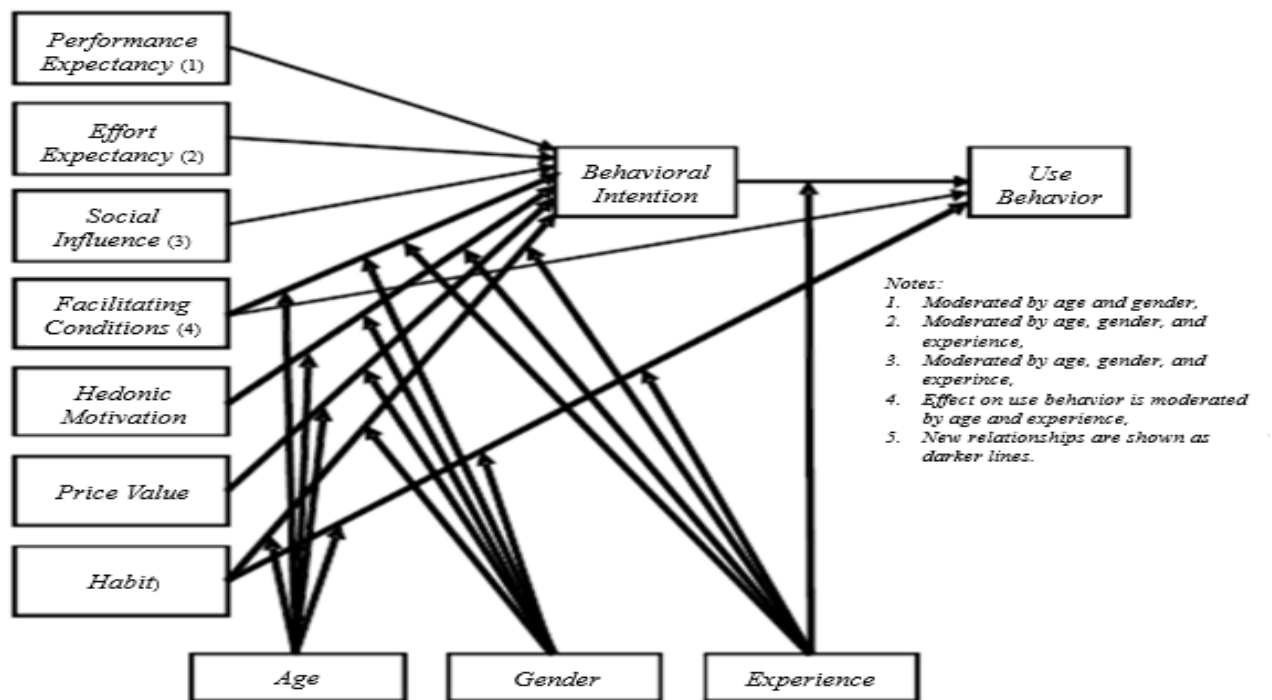 Performance
Expectancy (1)
Effort
Expectancy (2)
Social
Influence (3)
Facilitating
Conditions (4)
Hedonic
Motivation
Price Value
Habit)
Behavioral
Intention
Use
Behavior
Notes:
1. Moderated by age and gender,
2. Moderated by age, gender, and
experience,
3. Moderated by age, gender, and
experince,
4. Effect on use behavior is moderated
by age and experience,
5. New relationships are shown as
darker lines.
Age
Gender
Experience